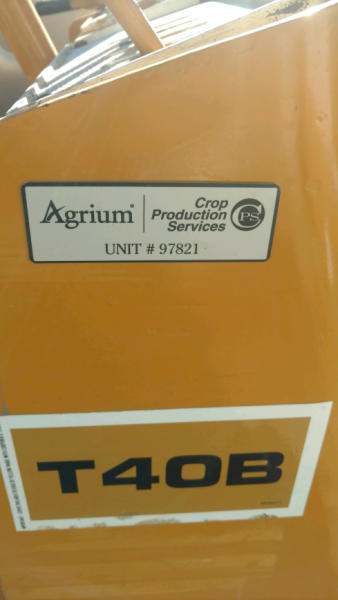 Agrium®
Crop
Production
Services
CPS
UNIT # 97821
T40B